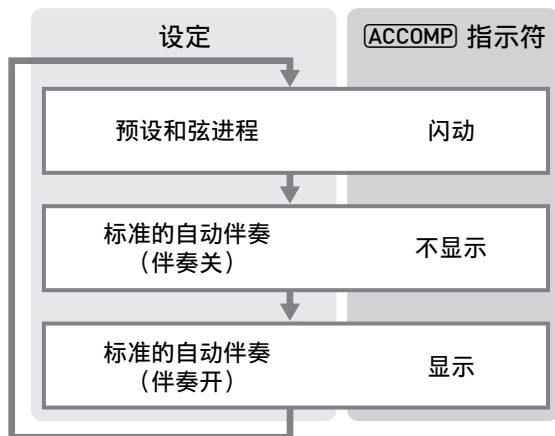 设定
ACCOMP 指示符
预设和弦进程
闪动
标准的自动伴奏
（伴奏关）
不显示
标准的自动伴奏
（伴奏开）
显示